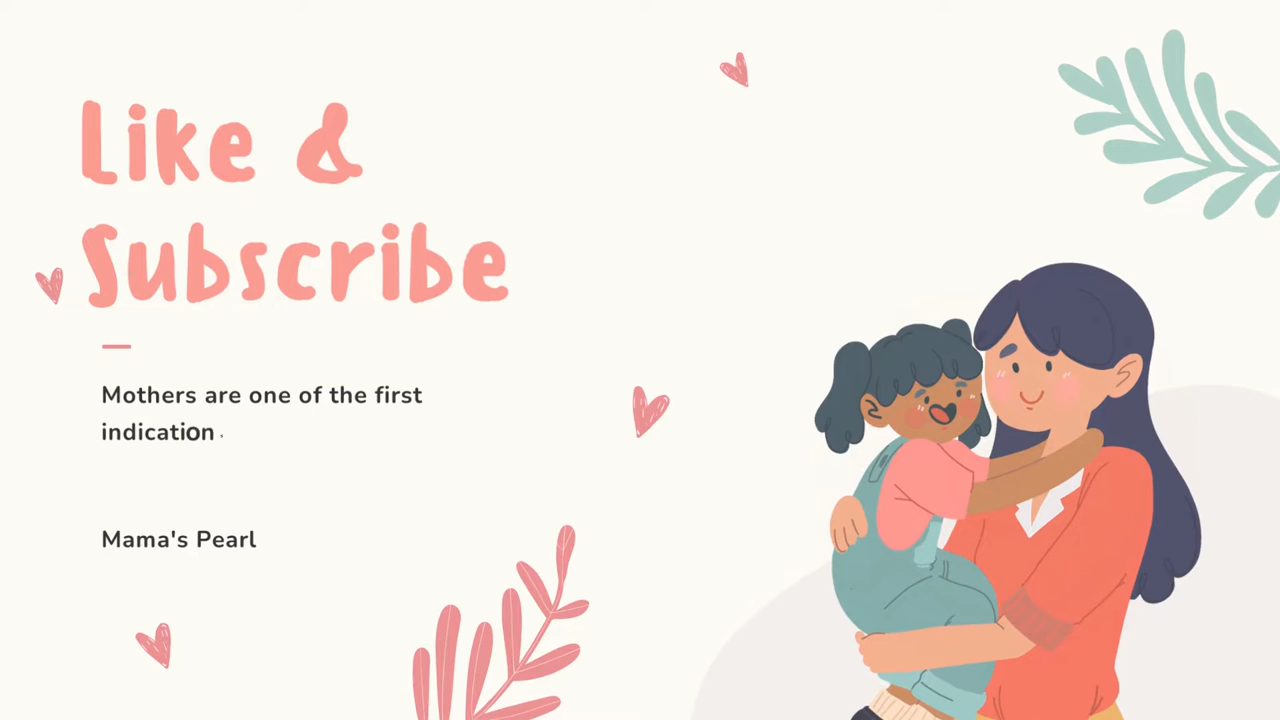 Like &
Subscribe
Mothers are one of the first
indication .
Mama's Pearl